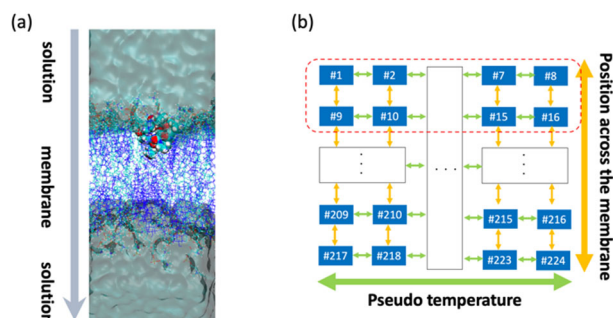 (a)
solution
membrane
solution
(b)
#1 #2 #7 #8
#9 #10 #15 #16
. . .
#209 #210 #215 #216
#217 #218 #223 #224
Pseudo temperature
Position across the membrane